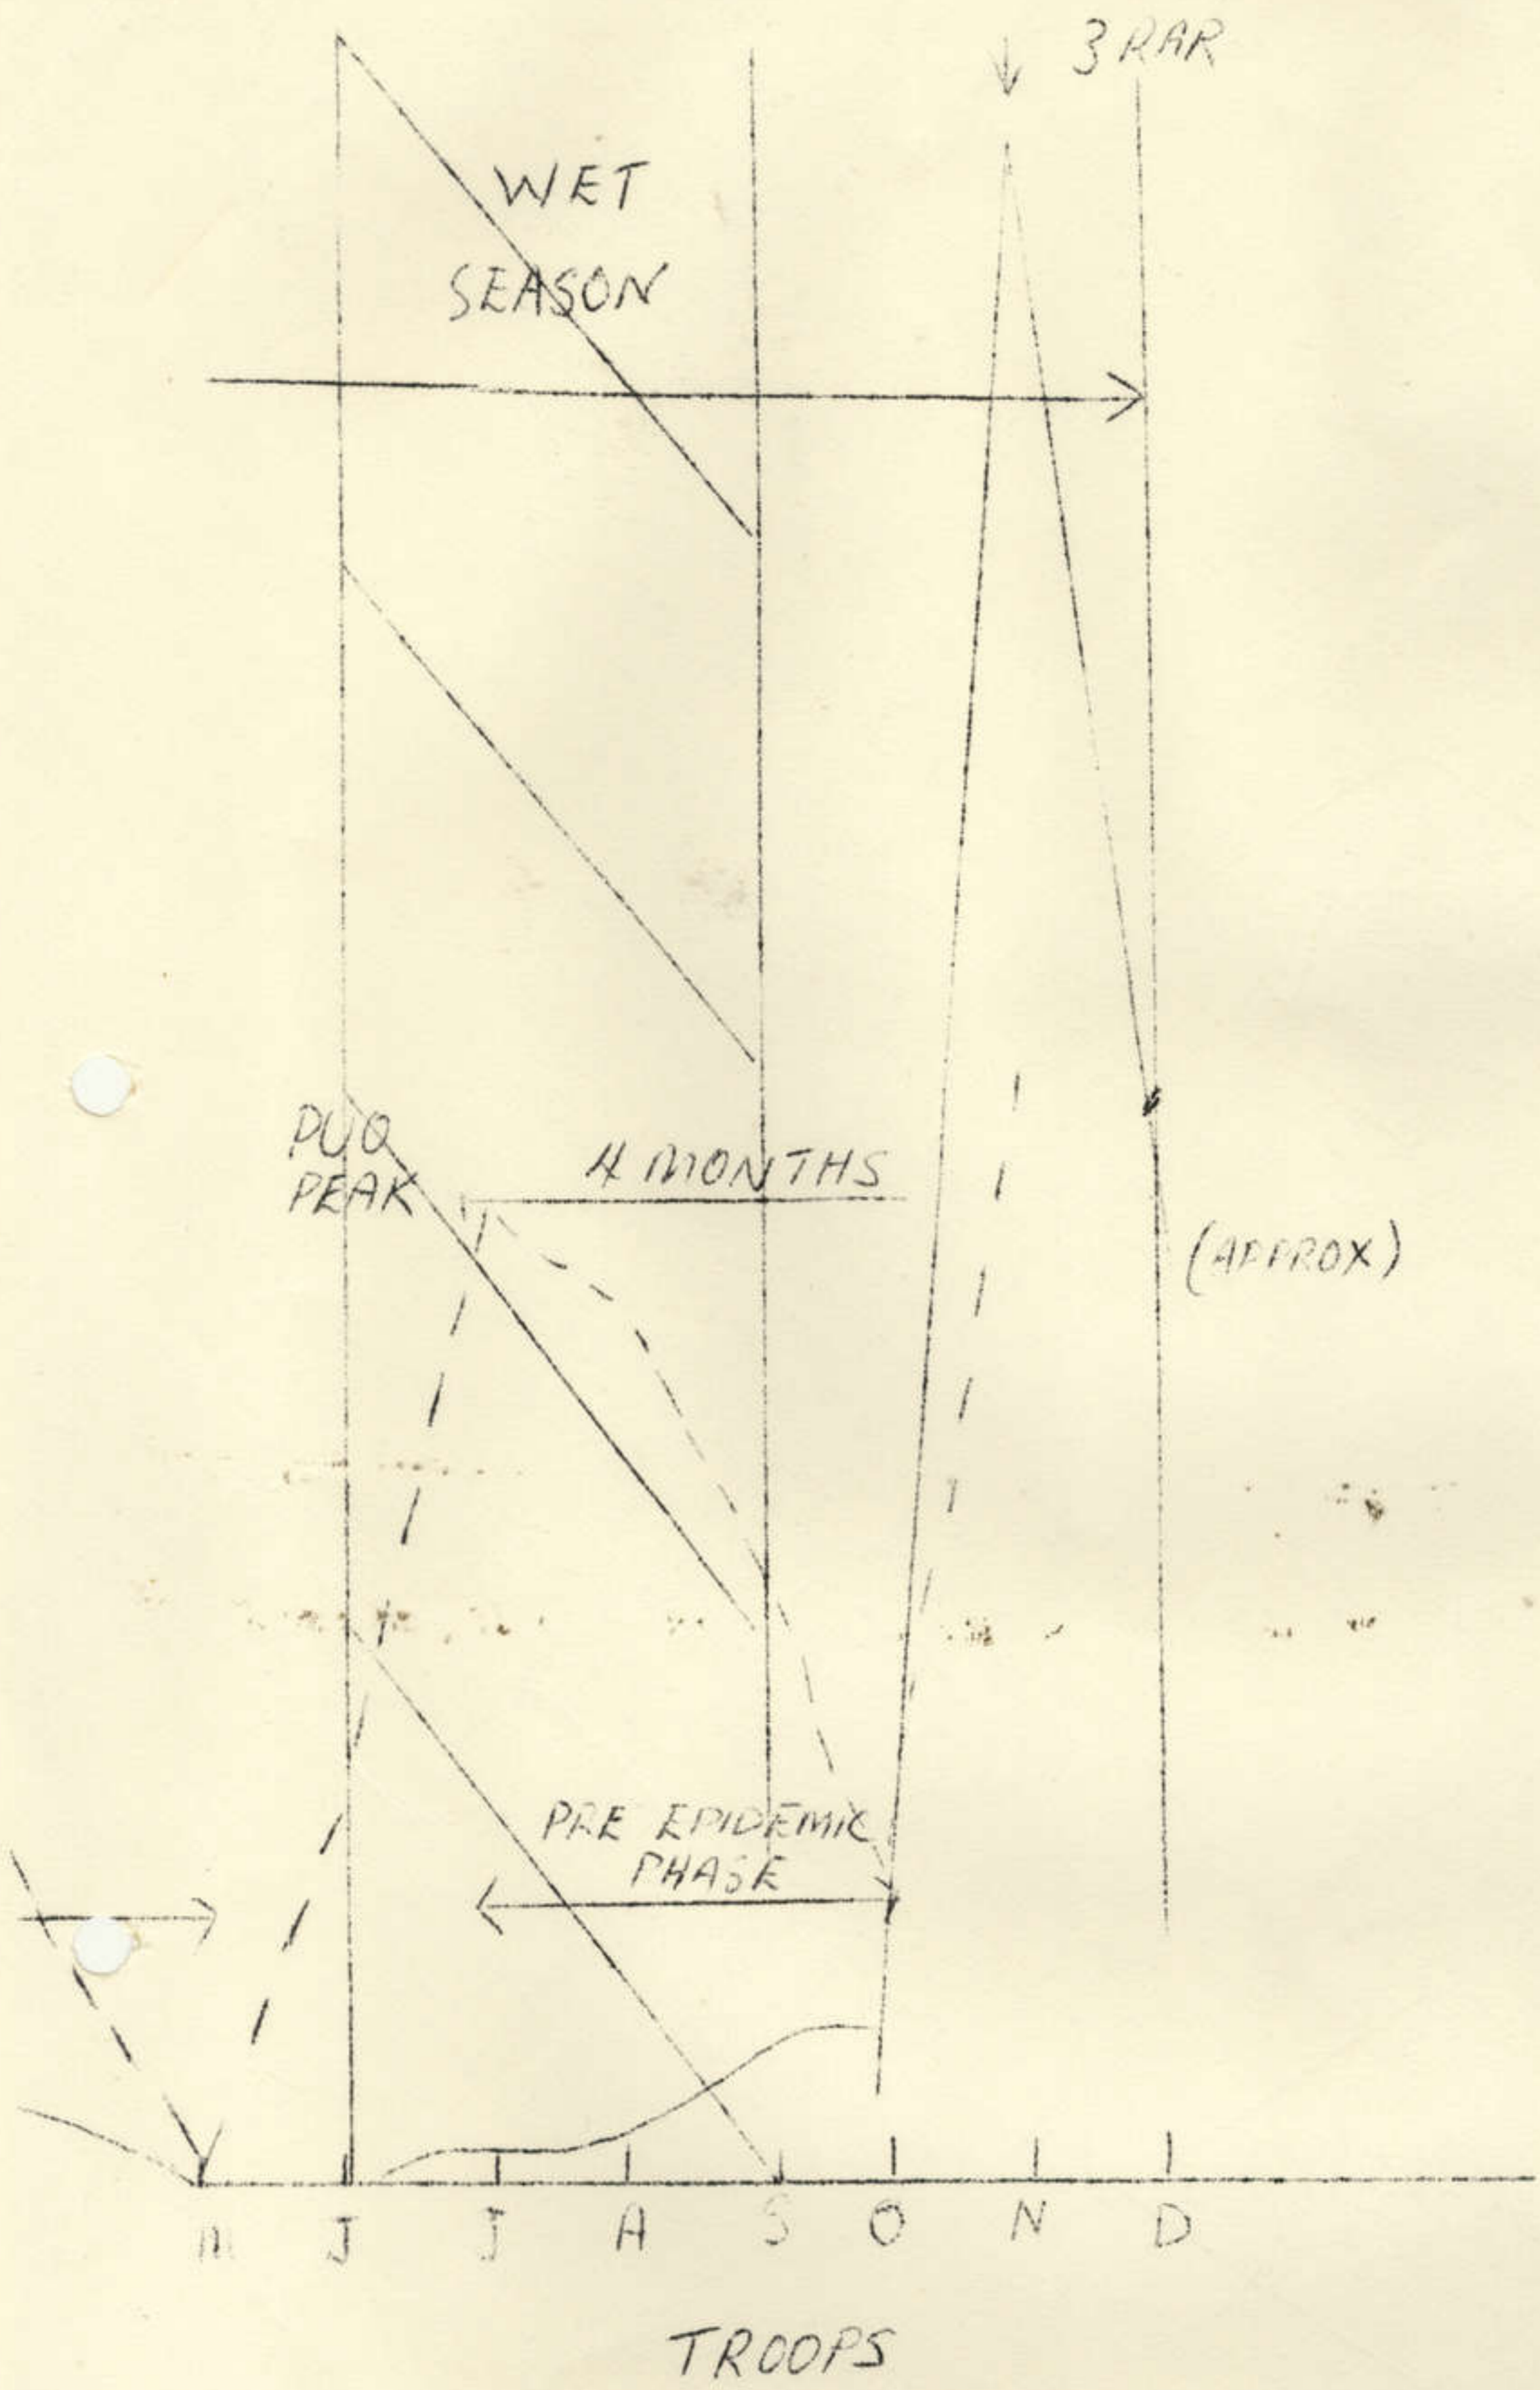 3 RAR
WET
SEASON
PUO
PEAK
4 MONTHS
(APPROX)
PRE EPIDEMIC
PHASE
M J J A S O N D
TROOPS